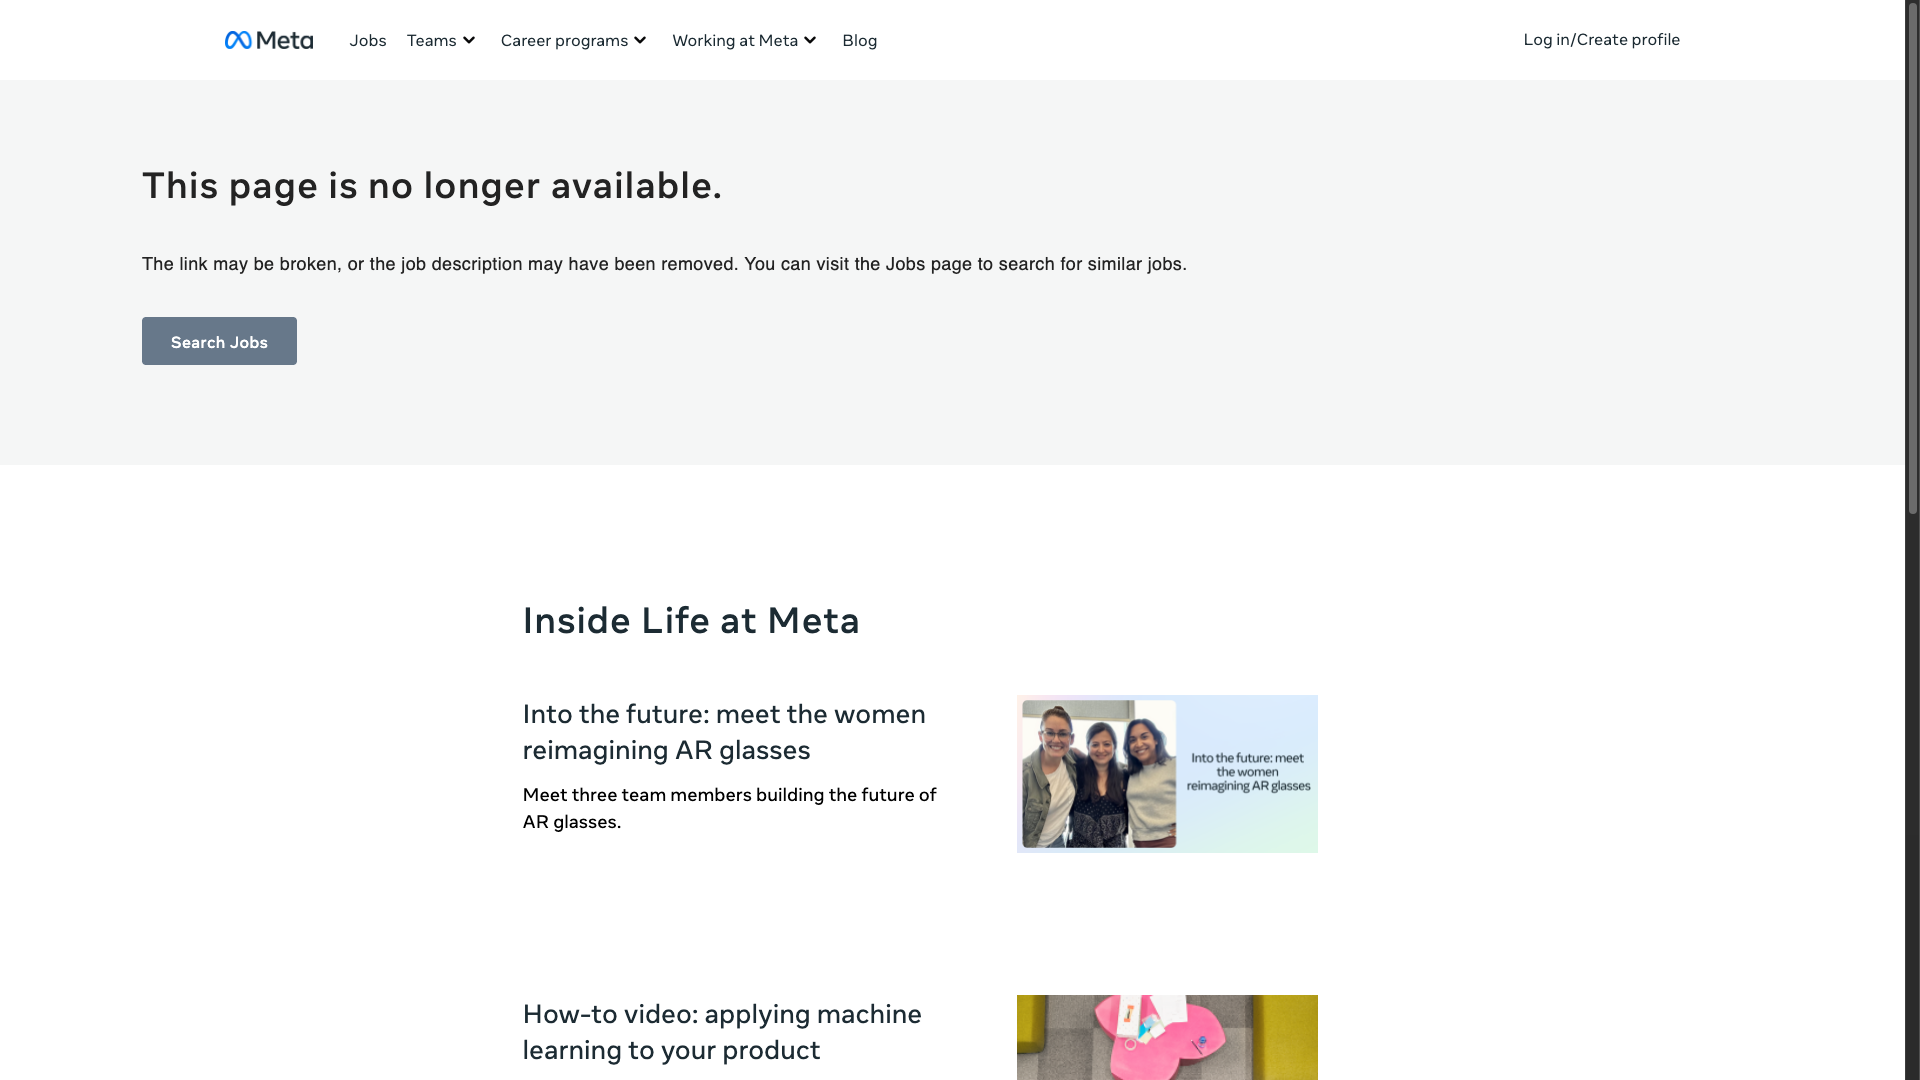 Meta
Jobs
Teams
Career programs
Working at Meta
Blog
Log in/Create profile
This page is no longer available.
The link may be broken, or the job description may have been removed. You can visit the Jobs page to search for similar jobs.
Search Jobs
Inside Life at Meta
Into the future: meet the women
reimagining AR glasses
Meet three team members building the future of
AR glasses.
Into the future: meet
the women
reimagining AR glasses
How-to video: applying machine
learning to your product